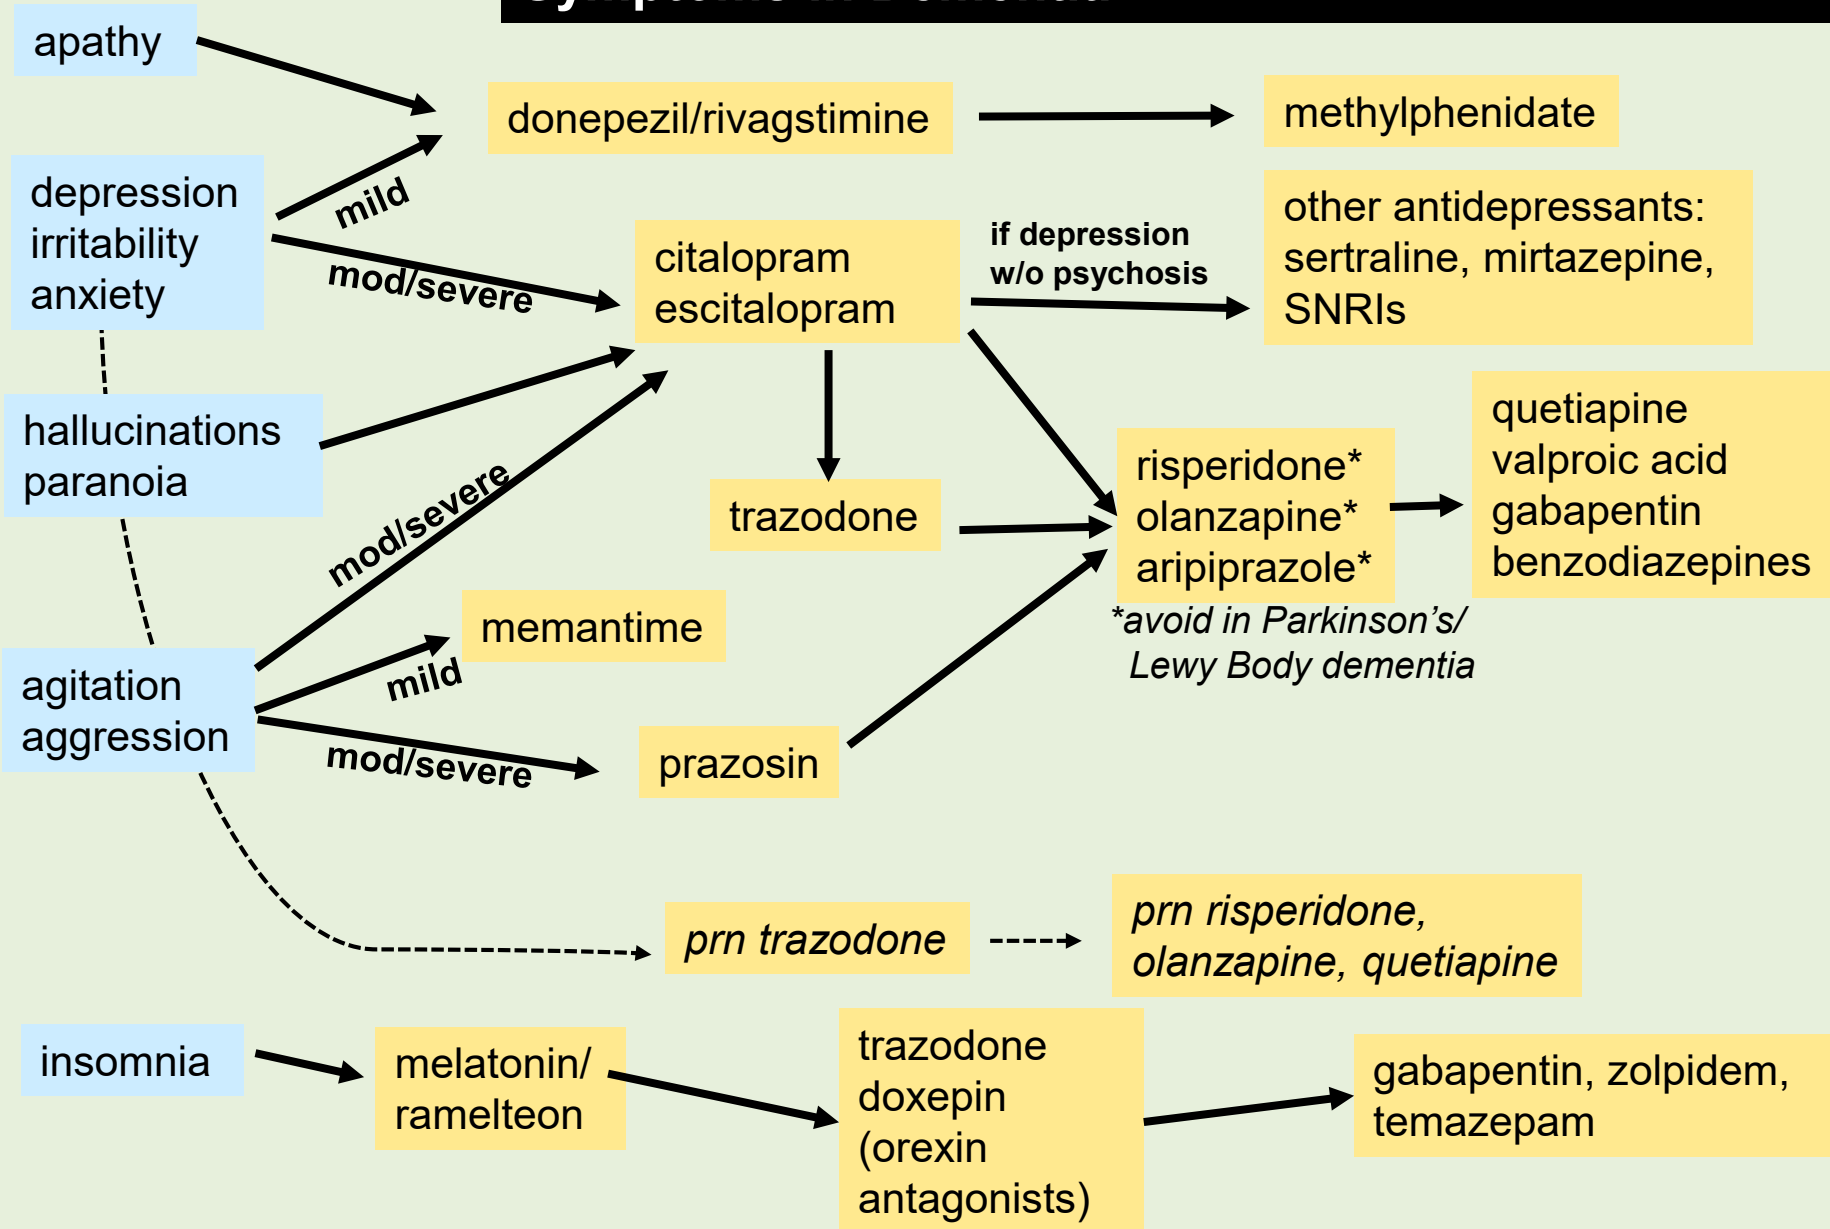 apathy
donepezil/rivagstimine
methylphenidate
depression
irritability
anxiety
mild
mod/severe
citalopram
escitalopram
if depression
w/o psychosis
other antidepressants:
sertraline, mirtazepine,
SNRIs
hallucinations
paranoia
mod/severe
trazodone
risperidone*
olanzapine*
aripiprazole*
*avoid in Parkinson’s/
Lewy Body dementia
quetiapine
valproic acid
gabapentin
benzodiazepines
agitation
aggression
memantime
mild
mod/severe
prazosin
prn trazodone
prn risperidone,
olanzapine, quetiapine
insomnia
melatonin/
ramelteon
trazodone
doxepin
(orexin
antagonists)
gabapentin, zolpidem,
temazepam